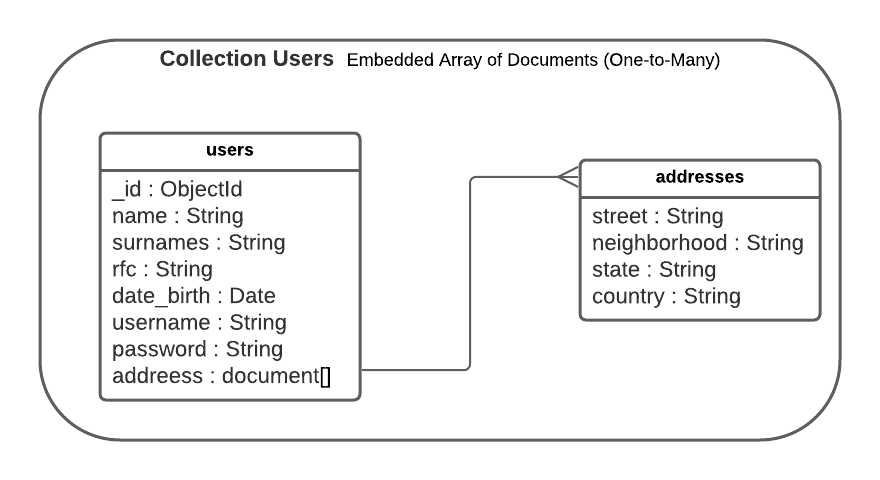 Collection Users Embedded Array of Documents (One-to-Many)
users
_id : ObjectId
name : String
surnames : String
rfc : String
date_birth : Date
username : String
password : String
addreess : document[]
addresses
street : String
neighborhood : String
state : String
country : String